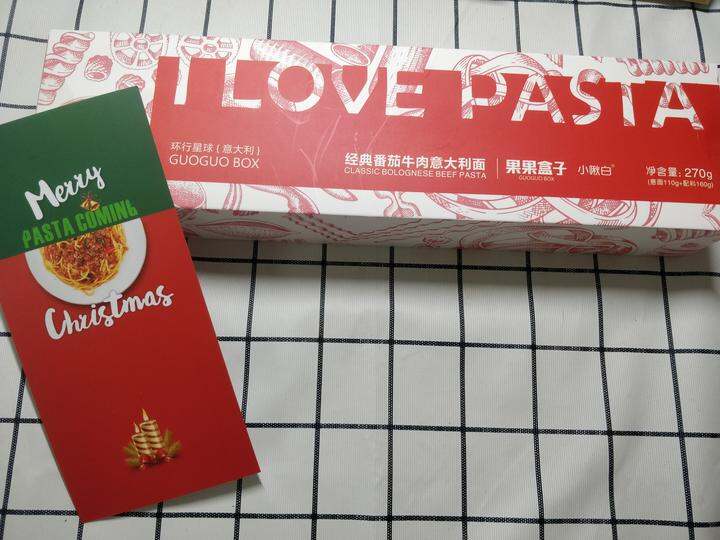 I LOVE PASTA
环行星球(意大利)
GUOGUO BOX
经典番茄牛肉意大利面
CLASSIC BOLOGNESE BEEF PASTA
果果盒子
GUOGUO BOX
小瞅白
净含量: 270g
(意面110g+配料160g)
Merry
PASTA COMING
Christmas